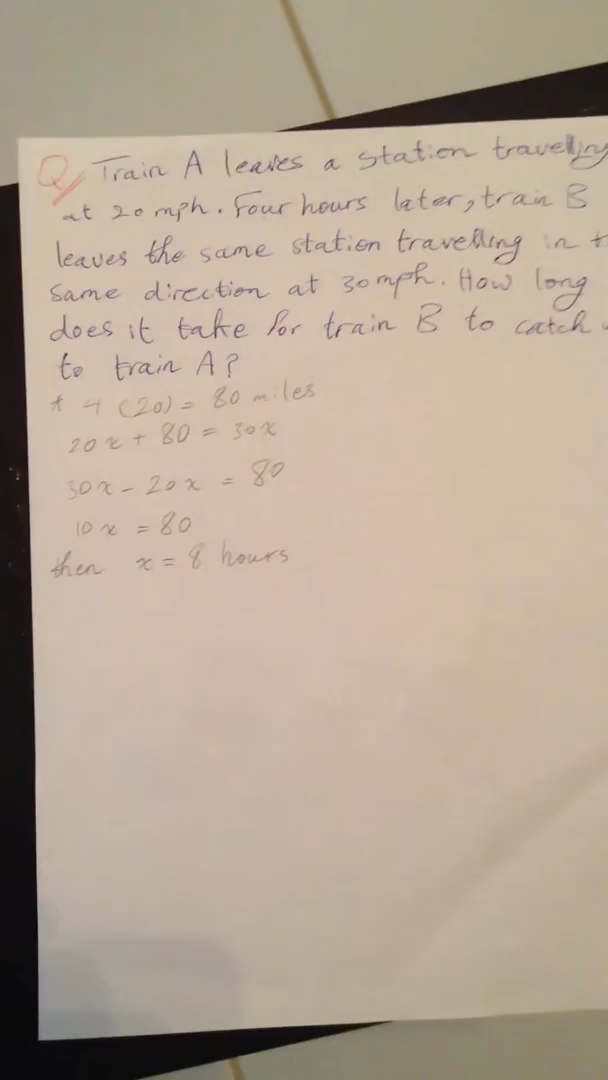 Q/ Train A leaves a station travelling
at 20 mph. Four hours later, train B
leaves the same station travelling in
same direction at 30 mph. How long
does it take for train B to catch
to train A?
* 4 (20) = 80 miles
20x + 80 = 30x
30x - 20x = 80
10x = 80
then x = 8 hours